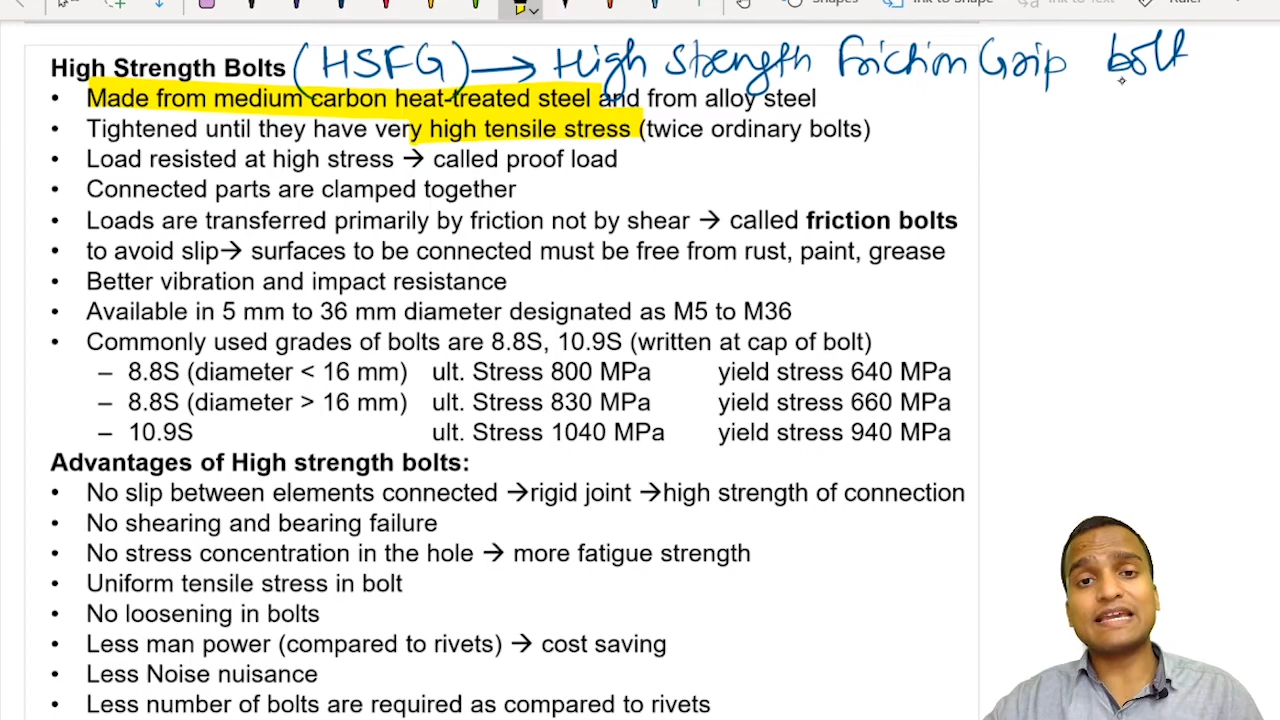 Shapes Ink to Shape Ink to Text Ruler
High Strength Bolts (HSFG) → High Strength Friction Grip bolt
• Made from medium carbon heat-treated steel and from alloy steel
• Tightened until they have very high tensile stress (twice ordinary bolts)
• Load resisted at high stress → called proof load
• Connected parts are clamped together
• Loads are transferred primarily by friction not by shear → called friction bolts
• to avoid slip→ surfaces to be connected must be free from rust, paint, grease
• Better vibration and impact resistance
• Available in 5 mm to 36 mm diameter designated as M5 to M36
• Commonly used grades of bolts are 8.8S, 10.9S (written at cap of bolt)
– 8.8S (diameter < 16 mm) ult. Stress 800 MPa yield stress 640 MPa
– 8.8S (diameter > 16 mm) ult. Stress 830 MPa yield stress 660 MPa
– 10.9S ult. Stress 1040 MPa yield stress 940 MPa
Advantages of High strength bolts:
• No slip between elements connected →rigid joint →high strength of connection
• No shearing and bearing failure
• No stress concentration in the hole → more fatigue strength
• Uniform tensile stress in bolt
• No loosening in bolts
• Less man power (compared to rivets) → cost saving
• Less Noise nuisance
• Less number of bolts are required as compared to rivets